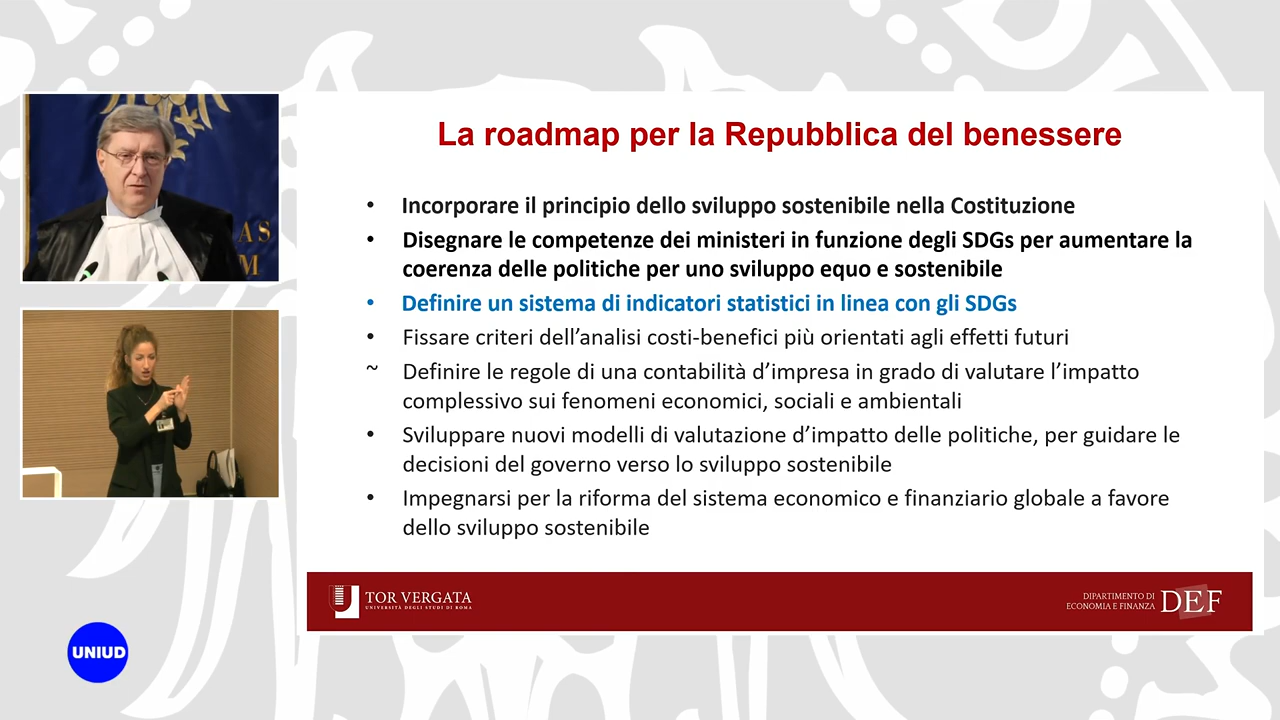 La roadmap per la Repubblica del benessere
• Incorporare il principio dello sviluppo sostenibile nella Costituzione
• Disegnare le competenze dei ministeri in funzione degli SDGs per aumentare la
coerenza delle politiche per uno sviluppo equo e sostenibile
• Definire un sistema di indicatori statistici in linea con gli SDGs
• Fissare criteri dell’analisi costi-benefici più orientati agli effetti futuri
~ Definire le regole di una contabilità d’impresa in grado di valutare l’impatto
complessivo sui fenomeni economici, sociali e ambientali
• Sviluppare nuovi modelli di valutazione d’impatto delle politiche, per guidare le
decisioni del governo verso lo sviluppo sostenibile
• Impegnarsi per la riforma del sistema economico e finanziario globale a favore
dello sviluppo sostenibile
TOR VERGATA
UNIVERSITÀ DEGLI STUDI DI ROMA
DIPARTIMENTO DI
ECONOMIA E FINANZA
DEF
AS
M
UNIUD